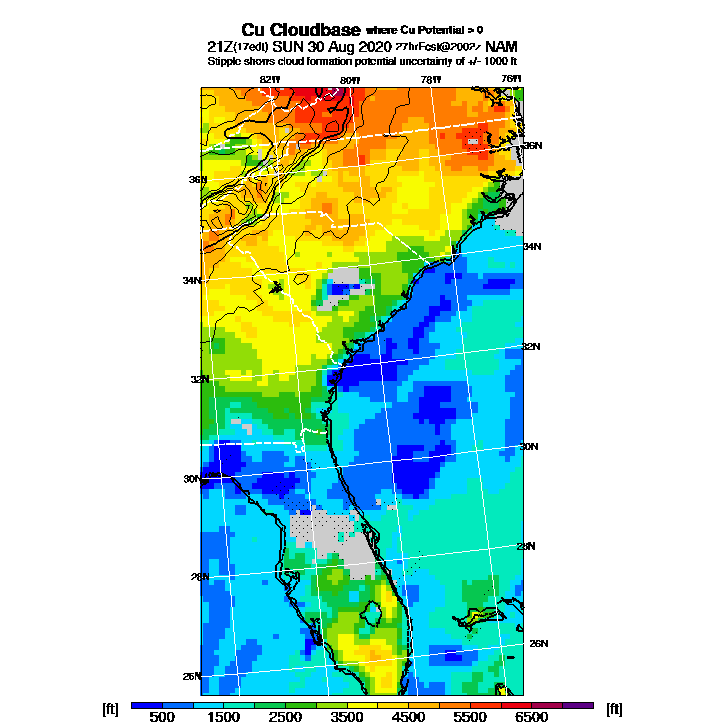 Cu Cloudbase where Cu Potential > 0
21Z(17edt) SUN 30 Aug 2020 27hrFcst@2002z NAM
Stipple shows cloud formation potential uncertainty of +/- 1000 ft
82W 80W 78W 76W
36N
36N
34N
34N
32N
32N
30N
30N
28N
28N
26N
26N
[ft] 500 1500 2500 3500 4500 5500 6500 [ft]